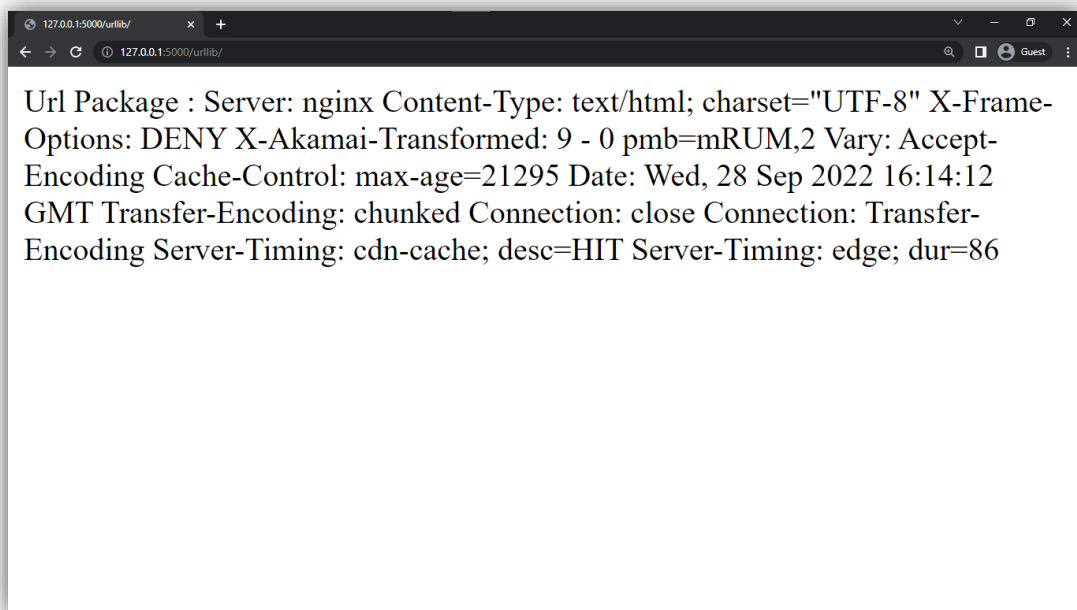 127.0.0.1:5000/urllib/
127.0.0.1:5000/urllib/
Guest
Url Package : Server: nginx Content-Type: text/html; charset="UTF-8" X-Frame-
Options: DENY X-Akamai-Transformed: 9 - 0 pmb=mRUM,2 Vary: Accept-
Encoding Cache-Control: max-age=21295 Date: Wed, 28 Sep 2022 16:14:12
GMT Transfer-Encoding: chunked Connection: close Connection: Transfer-
Encoding Server-Timing: cdn-cache; desc=HIT Server-Timing: edge; dur=86